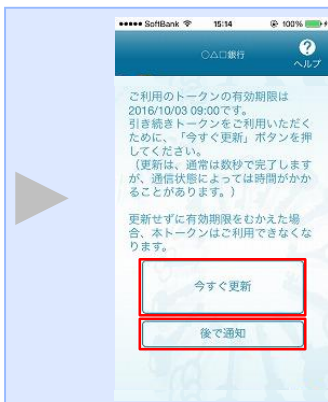 ●●●●● SoftBank 15:14 @ 100%
○△□銀行
? ヘルプ
ご利用のトークンの有効期限は
2016/10/03 09:00です。
引き続きトークンをご利用いただく
ために、「今すぐ更新」ボタンを押
してください。
(更新は、通常は数秒で完了します
が、通信状態によっては時間がかか
ることがあります。)
更新せずに有効期限をむかえた場
合、本トークンはご利用できなくな
ります。
今すぐ更新
後で通知